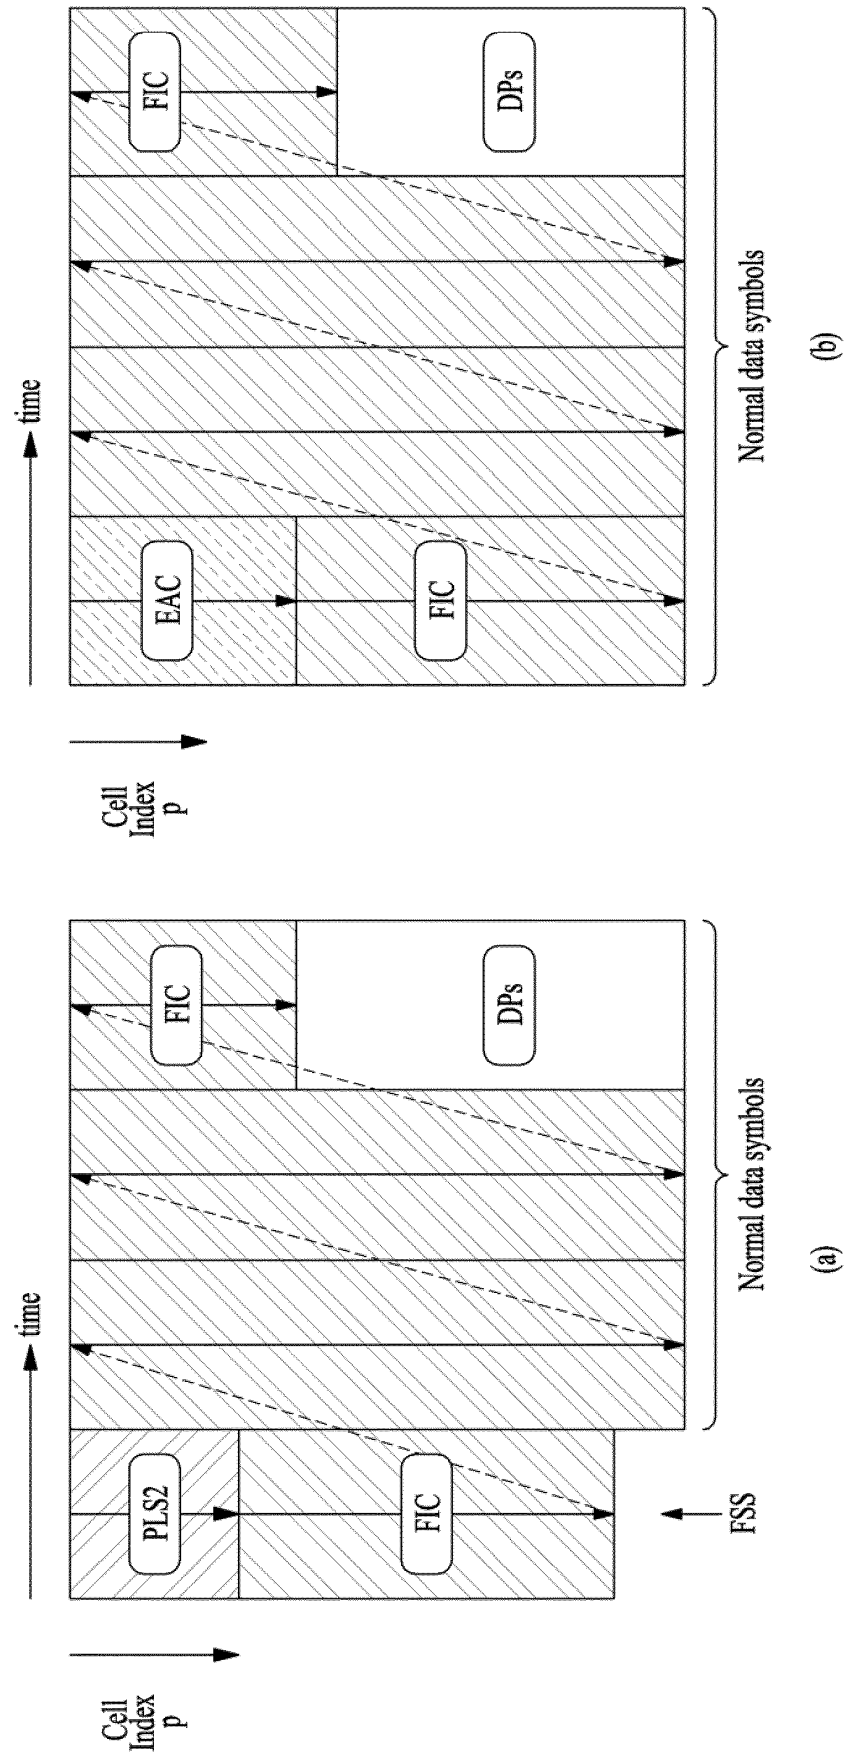 Cell
Index
p
time
PLS2
FIC
FSS
FIC
DPs
Normal data symbols
(a)
Cell
Index
p
time
EAC
FIC
FIC
DPs
Normal data symbols
(b)